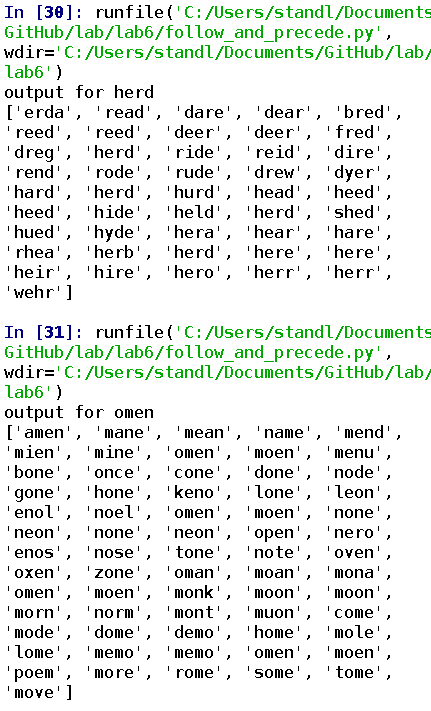 In [30]: runfile('C:/Users/standl/Documents
GitHub/lab/lab6/follow_and_precede.py',
wdir='C:/Users/standl/Documents/GitHub/lab/
lab6')
output for herd
['erda', 'read', 'dare', 'dear', 'bred',
'reed', 'reed', 'deer', 'deer', 'fred',
'dreg', 'herd', 'ride', 'reid', 'dire',
'rend', 'rode', 'rude', 'drew', 'dyer',
'hard', 'herd', 'hurd', 'head', 'heed',
'heed', 'hide', 'held', 'herd', 'shed',
'hued', 'hyde', 'hera', 'hear', 'hare',
'rhea', 'herb', 'herd', 'here', 'here',
'heir', 'hire', 'hero', 'herr', 'herr',
'wehr']
In [31]: runfile('C:/Users/standl/Documents
GitHub/lab/lab6/follow_and_precede.py',
wdir='C:/Users/standl/Documents/GitHub/lab/
lab6')
output for omen
['amen', 'mane', 'mean', 'name', 'mend',
'mien', 'mine', 'omen', 'moen', 'menu',
'bone', 'once', 'cone', 'done', 'node',
'gone', 'hone', 'keno', 'lone', 'leon',
'enol', 'noel', 'omen', 'moen', 'none',
'neon', 'none', 'neon', 'open', 'nero',
'enos', 'nose', 'tone', 'note', 'oven',
'oxen', 'zone', 'oman', 'moan', 'mona',
'omen', 'moen', 'monk', 'moon', 'moon',
'morn', 'norm', 'mont', 'muon', 'come',
'mode', 'dome', 'demo', 'home', 'mole',
'lome', 'memo', 'memo', 'omen', 'moen',
'poem', 'more', 'rome', 'some', 'tome',
'move']